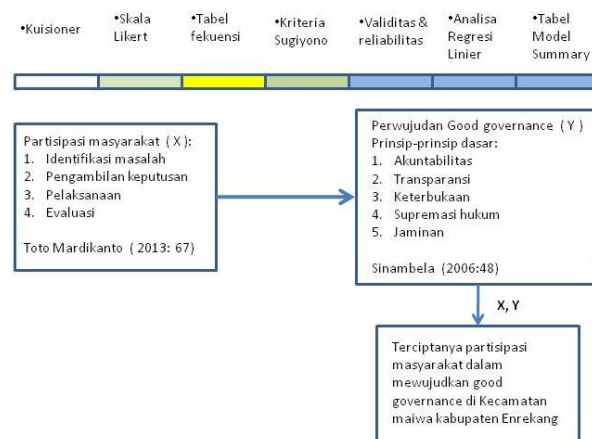 •Kuisioner
•Skala
Likert
•Tabel
fekuensi
•Kriteria
Sugiyono
•Validitas &
reliabilitas
•Analisa
Regresi
Linier
•Tabel
Model
Summary
Partisipasi masyarakat ( X ):
1. Identifikasi masalah
2. Pengambilan keputusan
3. Pelaksanaan
4. Evaluasi
Toto Mardikanto ( 2013: 67)
Perwujudan Good governance ( Y )
Prinsip-prinsip dasar:
1. Akuntabilitas
2. Transparansi
3. Keterbukaan
4. Supremasi hukum
5. Jaminan
Sinambela (2006:48)
X, Y
Terciptanya partisipasi
masyarakat dalam
mewujudkan good
governance di Kecamatan
maiwa kabupaten Enrekang